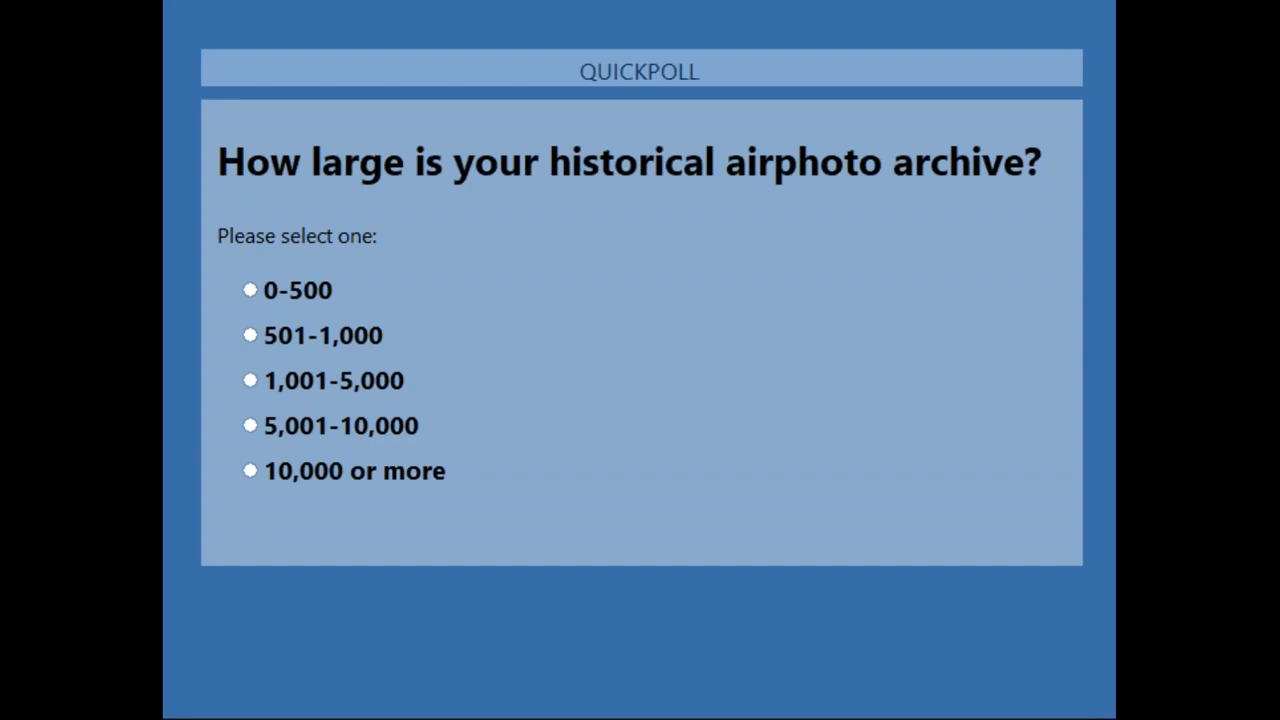 QUICKPOLL
How large is your historical airphoto archive?
Please select one:
0-500
501-1,000
1,001-5,000
5,001-10,000
10,000 or more